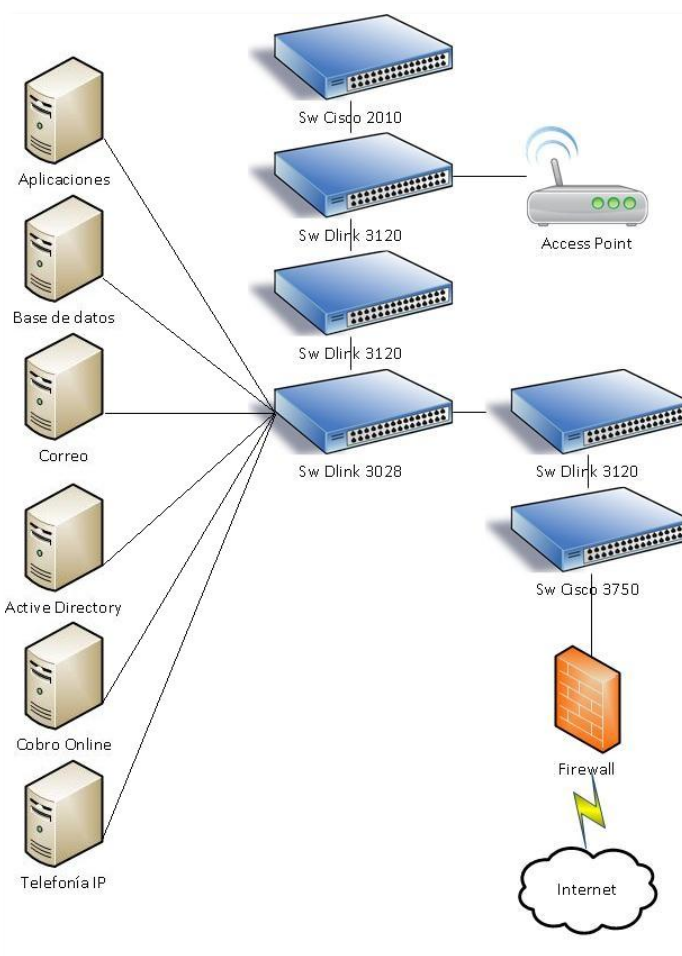 Sw Cisco 2010
Aplicaciones
Sw Dlink 3120
Access Point
Base de datos
Sw Dlink 3120
Correo
Sw Dlink 3028
Sw Dlink 3120
Active Directory
Sw Cisco 3750
Cobro Online
Firewall
Telefonía IP
Internet